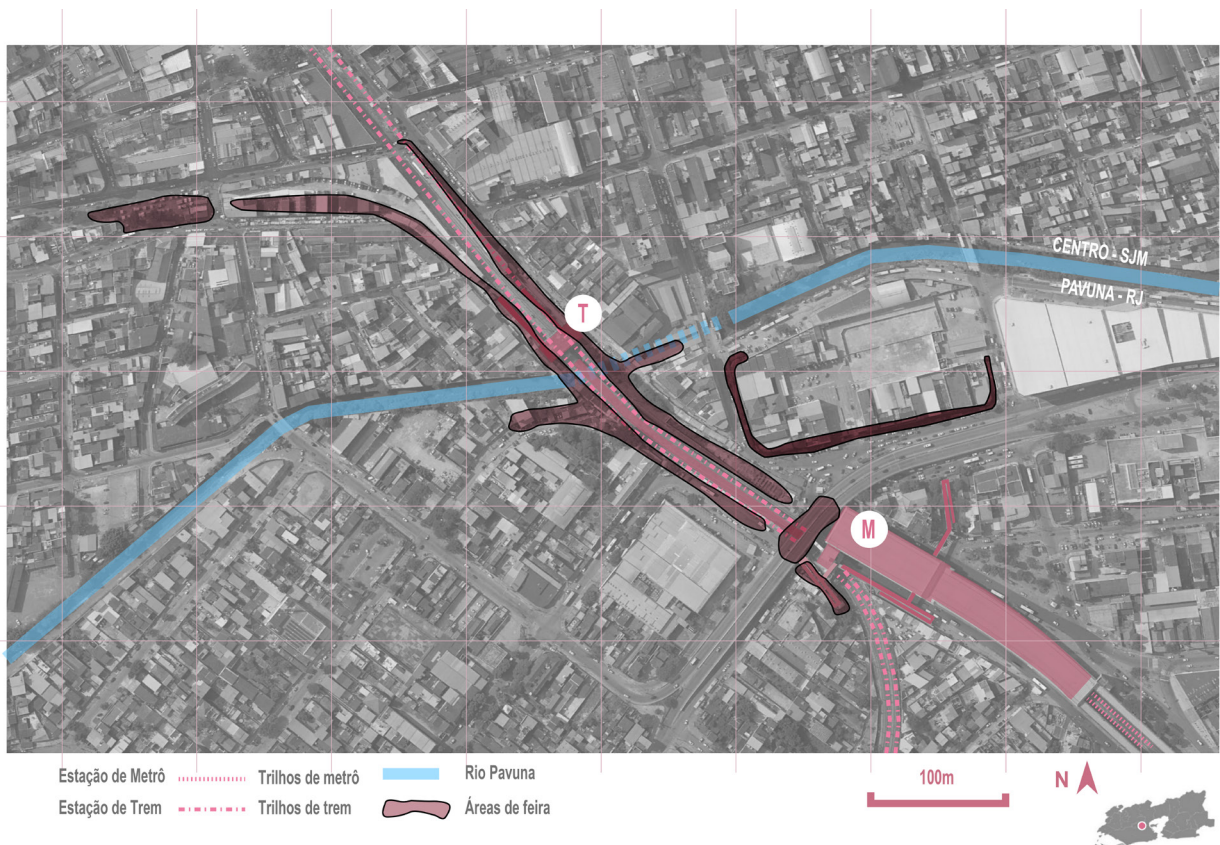 CENTRO - SJM
PAVUNA - RJ
T
M
Estação de Metrô
Trilhos de metrô
Rio Pavuna
100m
N
Estação de Trem
Trilhos de trem
Áreas de feira